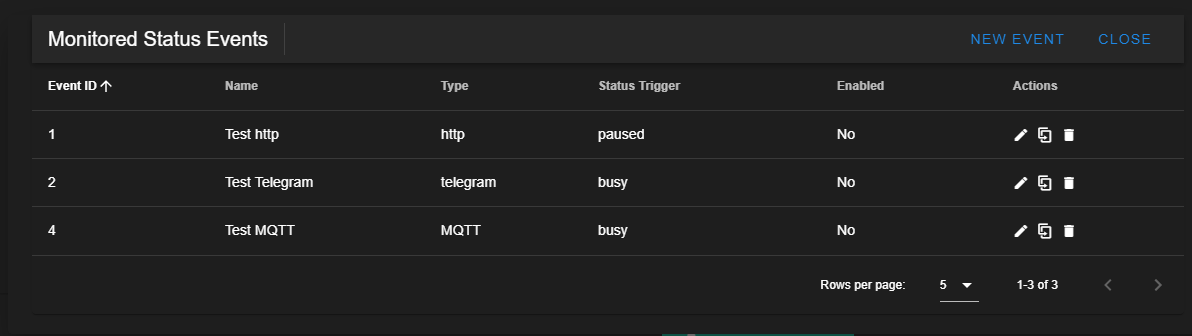 Monitored Status Events NEW EVENT CLOSE
Event ID Name Type Status Trigger Enabled Actions
1 Test http http paused No
2 Test Telegram telegram busy No
4 Test MQTT MQTT busy No
Rows per page: 5 1-3 of 3